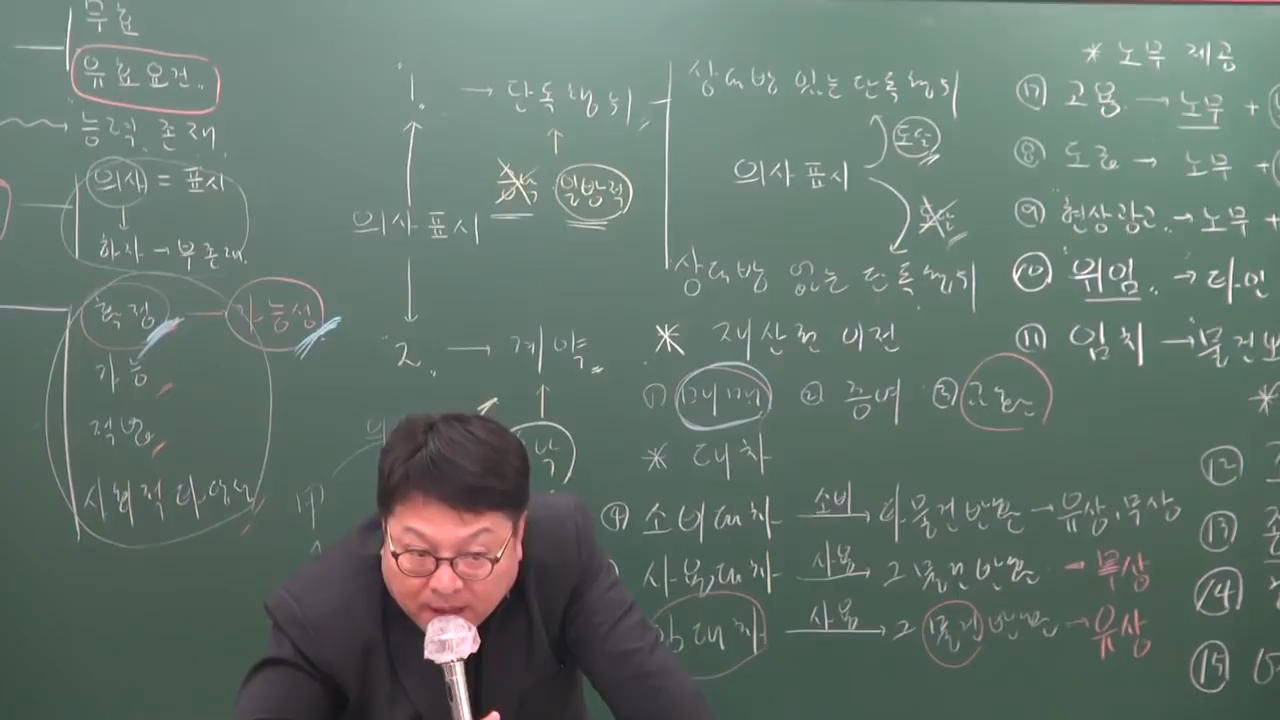 무효
유효요건
능력. 존재
의사 = 표시
하자 → 부존재.
확정 — 가능성
가능
적법
사회적 타당성
1. → 단독행위
일방적
의사표시
2. → 계약
상대방 있는 단독행위
도달
의사표시
상대방 없는 단독행위
* 재산권 이전
① 매매 ② 증여 ③ 교환
* 대차
④ 소비대차 소비→ 타물건반환 → 유상.무상
사용대차 사용→ 그 물건반환 → 무상
대차 사용→ 그 물건 반환 → 유상
* 노무 제공
⑦ 고용. → 노무 +
⑧ 도급 → 노무 +
⑨ 현상광고. → 노무 +
⑩ 위임. → 타인
⑪ 임치 → 물건보
*
⑫
⑬
⑭
⑮